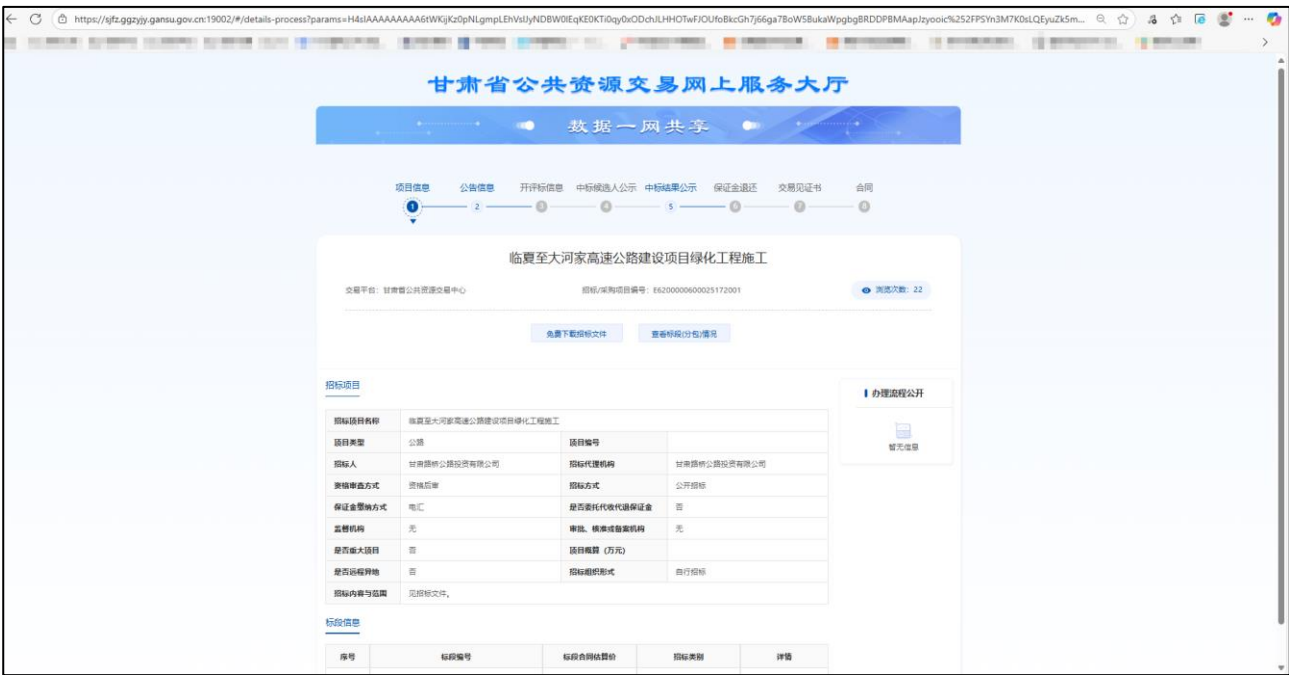 甘肃省公共资源交易网上服务大厅
数据一网共享
项目信息 公告信息 开评标信息 中标候选人公示 中标结果公示 保证金退还 交易见证书 合同
1 2 3 4 5 6 7 8
临夏至大河家高速公路建设项目绿化工程施工
交易平台：甘肃省公共资源交易中心 招标/采购项目编号：E6200000600025172001 浏览次数：22
免费下载招标文件 查看标段(分包)情况
招标项目
办理流程公开
暂无信息
招标项目名称 临夏至大河家高速公路建设项目绿化工程施工
项目类型 公路 项目编号
招标人 甘肃路桥公路投资有限公司 招标代理机构 甘肃路桥公路投资有限公司
资格审查方式 资格后审 招标方式 公开招标
保证金缴纳方式 电汇 是否委托代收代退保证金 否
监督机构 无 审批、核准或备案机构 无
是否重大项目 否 项目概算（万元）
是否远程异地 否 招标组织形式 自行招标
招标内容与范围 见招标文件。
标段信息
序号 标段编号 标段合同估算价 招标类别 详情